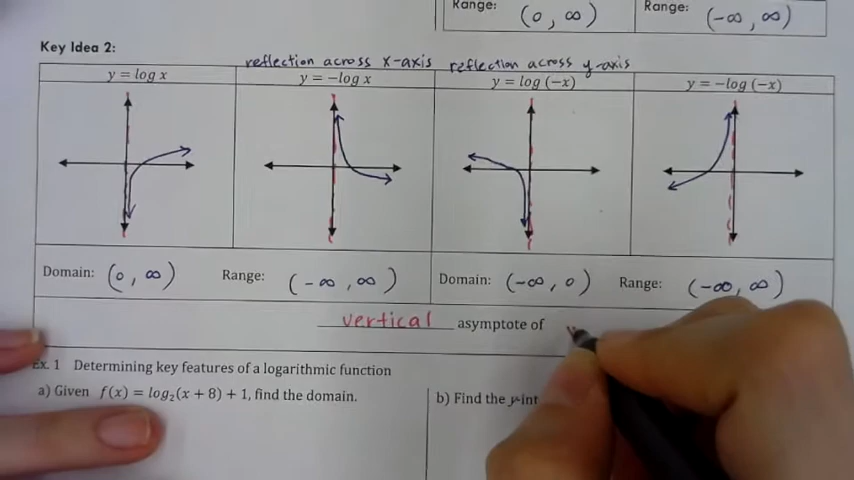 Range: (0, ∞) Range: (-∞, ∞)
Key Idea 2:
reflection across x-axis reflection across y-axis
y = log x y = −log x y = log (−x) y = −log (−x)
Domain: (0, ∞) Range: (-∞, ∞) Domain: (-∞, 0) Range: (-∞, ∞)
vertical asymptote of
Ex. 1 Determining key features of a logarithmic function
a) Given f(x) = log₂(x + 8) + 1, find the domain. b) Find the y-int